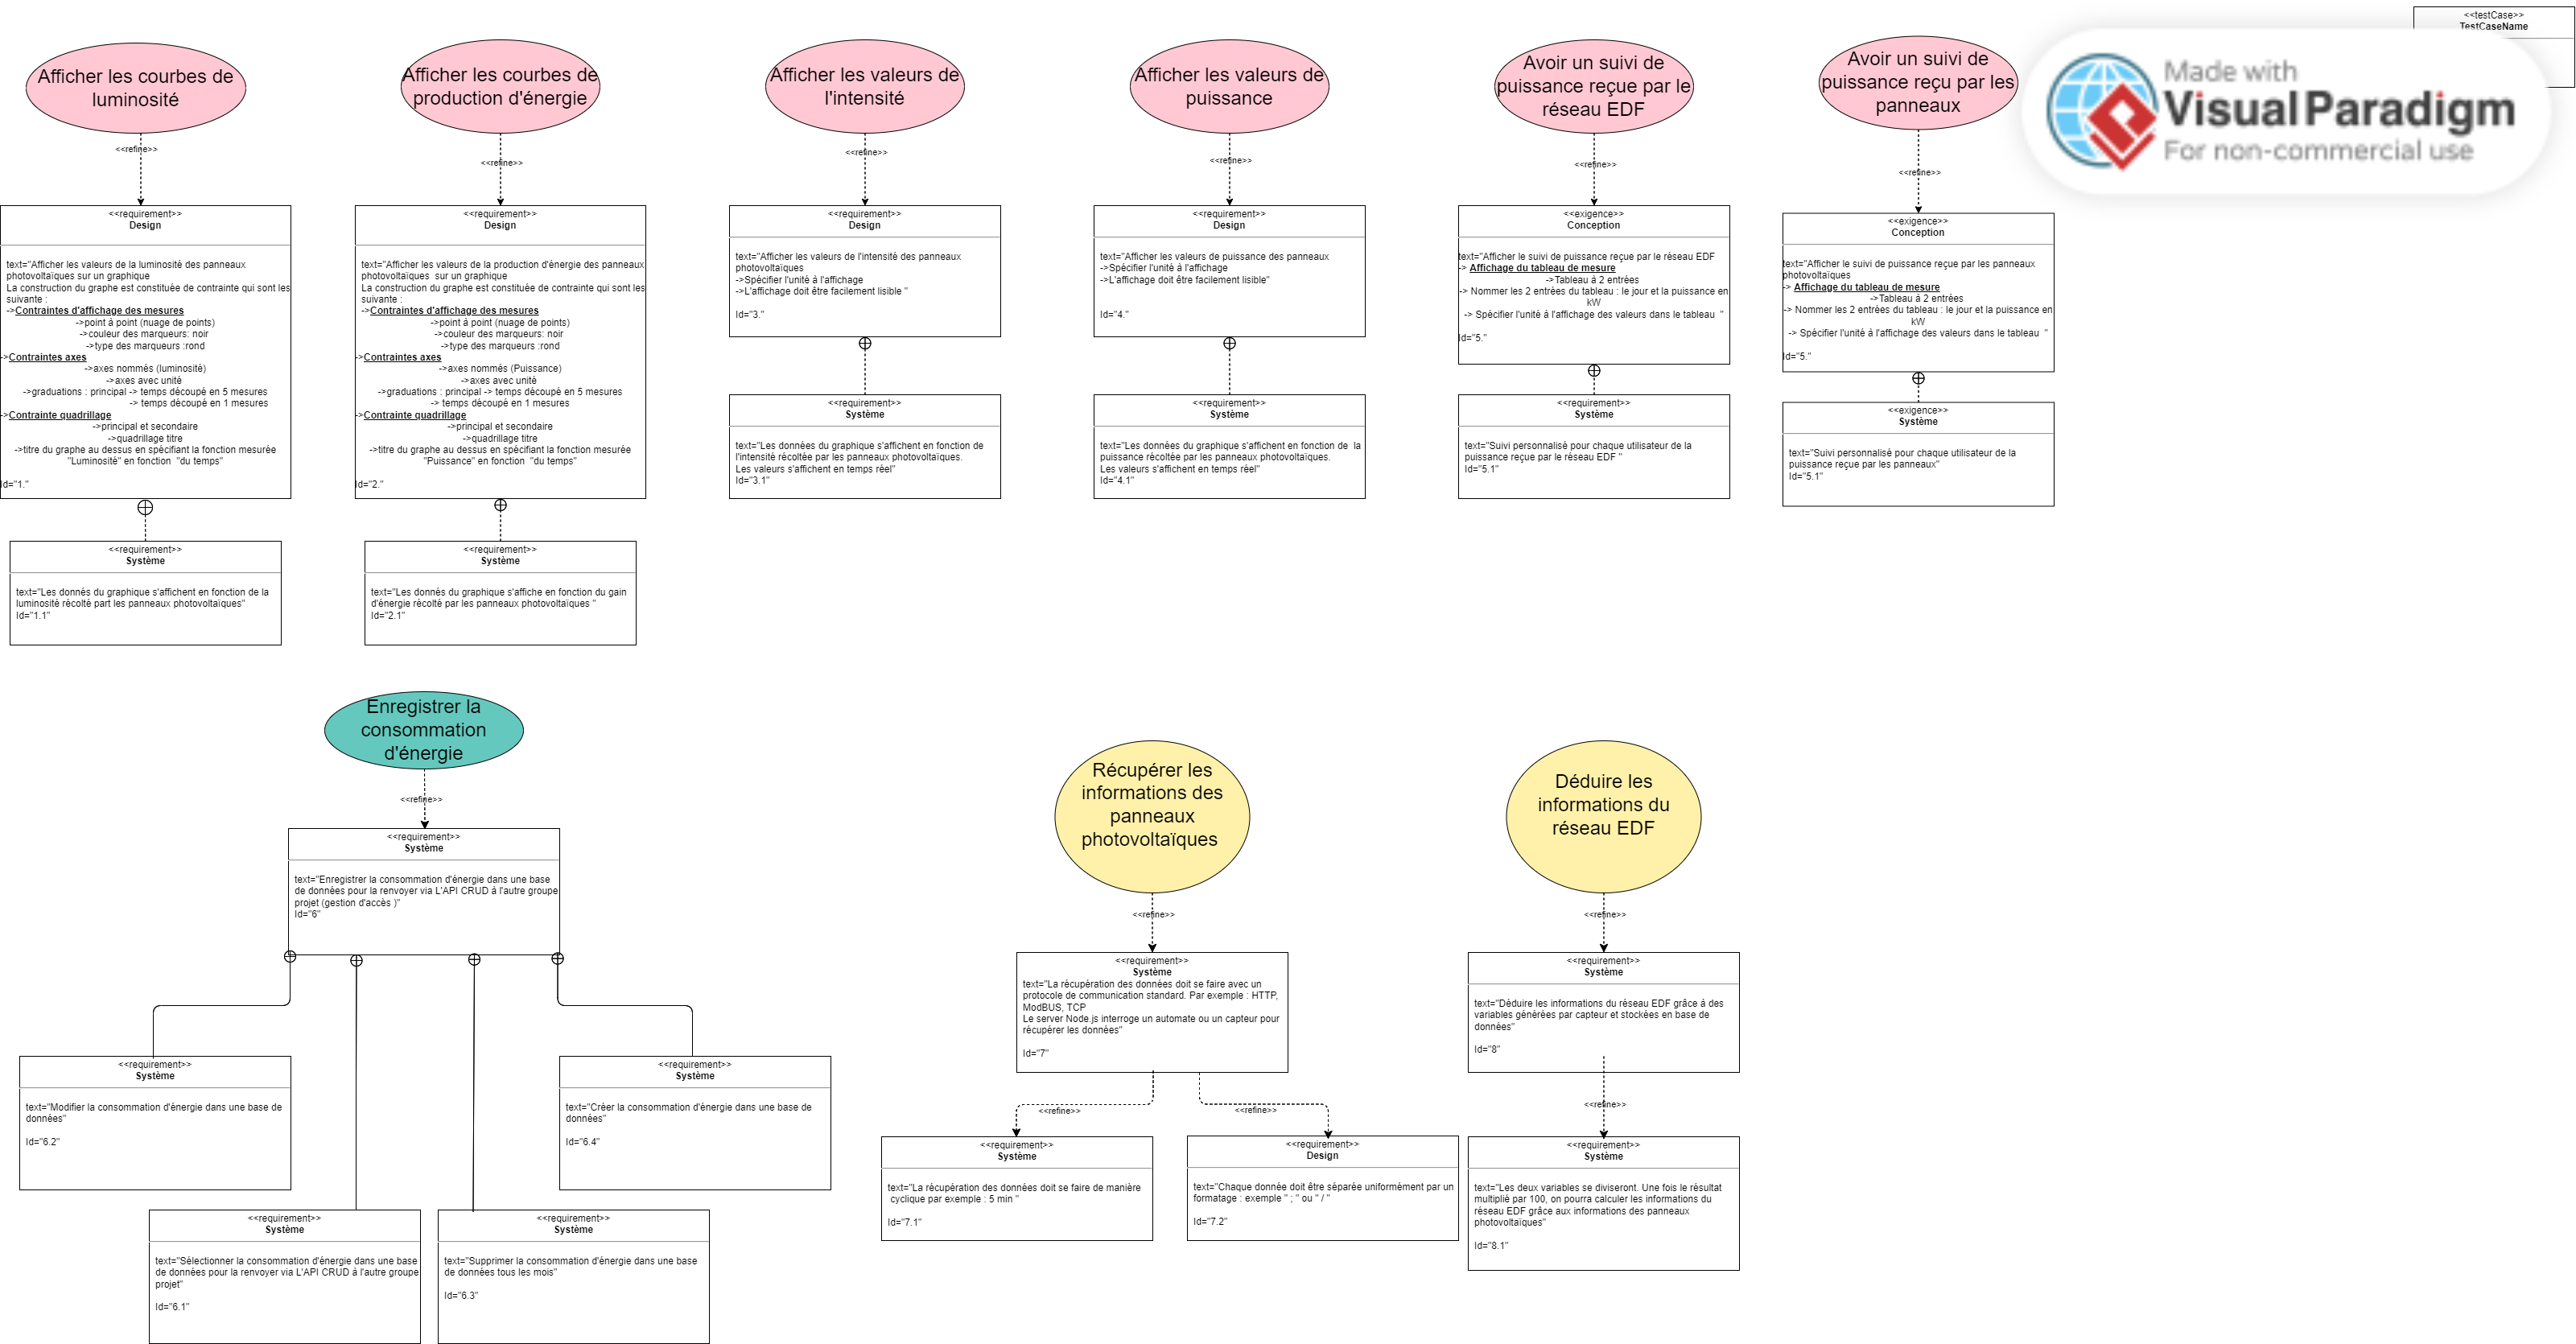 <<testCase>>
TestCaseName
Made with
Visual Paradigm
For non-commercial use
Afficher les courbes de
luminosité
<<refine>>
<<requirement>>
Design
text="Afficher les valeurs de la luminosité des panneaux
photovoltaïques sur un graphique
La construction du graphe est constituée de contrainte qui sont les
suivante :
->Contraintes d'affichage des mesures
->point à point (nuage de points)
->couleur des marqueurs: noir
->type des marqueurs :rond
->Contraintes axes
->axes nommés (luminosité)
->axes avec unité
->graduations : principal -> temps découpé en 5 mesures
-> temps découpé en 1 mesures
->Contrainte quadrillage
->principal et secondaire
->quadrillage titre
->titre du graphe au dessus en spécifiant la fonction mesurée
"Luminosité" en fonction  "du temps"
Id="1."
<<requirement>>
Système
text="Les donnés du graphique s'affichent en fonction de la
luminosité récolté part les panneaux photovoltaïques"
Id="1.1"
Afficher les courbes de
production d'énergie
<<refine>>
<<requirement>>
Design
text="Afficher les valeurs de la production d'énergie des panneaux
photovoltaïques  sur un graphique
La construction du graphe est constituée de contrainte qui sont les
suivante :
->Contraintes d'affichage des mesures
->point à point (nuage de points)
->couleur des marqueurs: noir
->type des marqueurs :rond
->Contraintes axes
->axes nommés (Puissance)
->axes avec unité
->graduations : principal -> temps découpé en 5 mesures
-> temps découpé en 1 mesures
->Contrainte quadrillage
->principal et secondaire
->quadrillage titre
->titre du graphe au dessus en spécifiant la fonction mesurée
"Puissance" en fonction  "du temps"
Id="2."
<<requirement>>
Système
text="Les donnés du graphique s'affiche en fonction du gain
d'énergie récolté par les panneaux photovoltaïques "
Id="2.1"
Afficher les valeurs de
l'intensité
<<refine>>
<<requirement>>
Design
text="Afficher les valeurs de l'intensité des panneaux
photovoltaïques
->Spécifier l'unité à l'affichage
->L'affichage doit être facilement lisible "
Id="3."
<<requirement>>
Système
text="Les données du graphique s'affichent en fonction de
l'intensité récoltée par les panneaux photovoltaïques.
Les valeurs s'affichent en temps réel"
Id="3.1"
Afficher les valeurs de
puissance
<<refine>>
<<requirement>>
Design
text="Afficher les valeurs de puissance des panneaux
->Spécifier l'unité à l'affichage
->L'affichage doit être facilement lisible"
Id="4."
<<requirement>>
Système
text="Les données du graphique s'affichent en fonction de  la
puissance récoltée par les panneaux photovoltaïques.
Les valeurs s'affichent en temps réel"
Id="4.1"
Avoir un suivi de
puissance reçue par le
réseau EDF
<<refine>>
<<exigence>>
Conception
text="Afficher le suivi de puissance reçue par le réseau EDF
-> Affichage du tableau de mesure
->Tableau à 2 entrées
-> Nommer les 2 entrées du tableau : le jour et la puissance en
kW
-> Spécifier l'unité à l'affichage des valeurs dans le tableau  "
Id="5."
<<requirement>>
Système
text="Suivi personnalisé pour chaque utilisateur de la
puissance reçue par le réseau EDF "
Id="5.1"
Avoir un suivi de
puissance reçu par les
panneaux
<<refine>>
<<exigence>>
Conception
text="Afficher le suivi de puissance reçue par les panneaux
photovoltaïques
-> Affichage du tableau de mesure
->Tableau à 2 entrées
-> Nommer les 2 entrées du tableau : le jour et la puissance en
kW
-> Spécifier l'unité à l'affichage des valeurs dans le tableau  "
Id="5."
<<exigence>>
Système
text="Suivi personnalisé pour chaque utilisateur de la
puissance reçue par les panneaux"
Id="5.1"
Enregistrer la
consommation
d'énergie
<<refine>>
<<requirement>>
Système
text="Enregistrer la consommation d'énergie dans une base
de données pour la renvoyer via L'API CRUD à l'autre groupe
projet (gestion d'accès )"
Id="6"
<<requirement>>
Système
text="Modifier la consommation d'énergie dans une base de
données"
Id="6.2"
<<requirement>>
Système
text="Créer la consommation d'énergie dans une base de
données"
Id="6.4"
<<requirement>>
Système
text="Sélectionner la consommation d'énergie dans une base
de données pour la renvoyer via L'API CRUD à l'autre groupe
projet"
Id="6.1"
<<requirement>>
Système
text="Supprimer la consommation d'énergie dans une base
de données tous les mois"
Id="6.3"
Récupérer les
informations des
panneaux
photovoltaïques
<<refine>>
<<requirement>>
Système
text="La récupération des données doit se faire avec un
protocole de communication standard. Par exemple : HTTP,
ModBUS, TCP
Le server Node.js interroge un automate ou un capteur pour
récupérer les données"
Id="7"
<<refine>>
<<refine>>
<<requirement>>
Système
text="La récupération des données doit se faire de manière
cyclique par exemple : 5 min "
Id="7.1"
<<requirement>>
Design
text="Chaque donnée doit être séparée uniformément par un
formatage : exemple " ; " ou " / "
Id="7.2"
Déduire les
informations du
réseau EDF
<<refine>>
<<requirement>>
Système
text="Déduire les informations du réseau EDF grâce à des
variables générées par capteur et stockées en base de
données"
Id="8"
<<refine>>
<<requirement>>
Système
text="Les deux variables se diviseront. Une fois le résultat
multiplié par 100, on pourra calculer les informations du
réseau EDF grâce aux informations des panneaux
photovoltaïques"
Id="8.1"